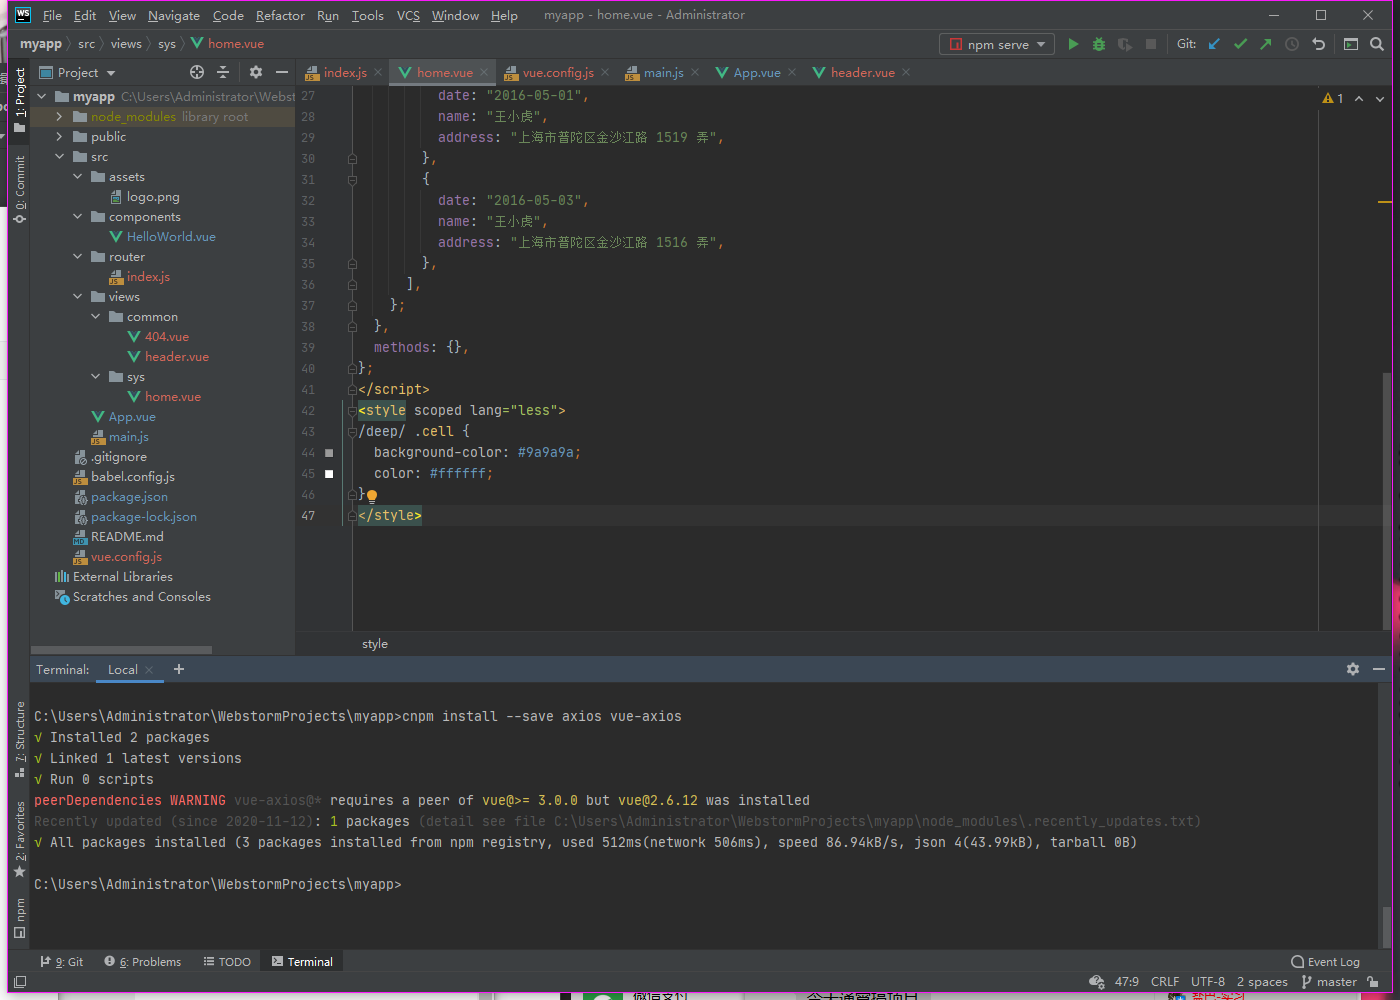 WS File Edit View Navigate Code Refactor Run Tools VCS Window Help myapp - home.vue - Administrator
myapp src views sys home.vue npm serve Git:
Project index.js home.vue vue.config.js main.js App.vue header.vue
1: Project
0: Commit
7: Structure
2: Favorites
npm
myapp C:\Users\Administrator\Webst
node_modules library root
public
src
assets
logo.png
components
HelloWorld.vue
router
index.js
views
common
404.vue
header.vue
sys
home.vue
App.vue
main.js
.gitignore
babel.config.js
package.json
package-lock.json
README.md
vue.config.js
External Libraries
Scratches and Consoles
27 date: "2016-05-01",
28 name: "王小虎",
29 address: "上海市普陀区金沙江路 1519 弄",
30 },
31 {
32 date: "2016-05-03",
33 name: "王小虎",
34 address: "上海市普陀区金沙江路 1516 弄",
35 },
36 ],
37 };
38 },
39 methods: {},
40 };
41 </script>
42 <style scoped lang="less">
43 /deep/ .cell {
44 background-color: #9a9a9a;
45 color: #ffffff;
46 }
47 </style>
1
style
Terminal: Local +
C:\Users\Administrator\WebstormProjects\myapp>cnpm install --save axios vue-axios
√ Installed 2 packages
√ Linked 1 latest versions
√ Run 0 scripts
peerDependencies WARNING vue-axios@* requires a peer of vue@>= 3.0.0 but vue@2.6.12 was installed
Recently updated (since 2020-11-12): 1 packages (detail see file C:\Users\Administrator\WebstormProjects\myapp\node_modules\.recently_updates.txt)
√ All packages installed (3 packages installed from npm registry, used 512ms(network 506ms), speed 86.94kB/s, json 4(43.99kB), tarball 0B)
C:\Users\Administrator\WebstormProjects\myapp>
9: Git 6: Problems TODO Terminal Event Log
47:9 CRLF UTF-8 2 spaces master